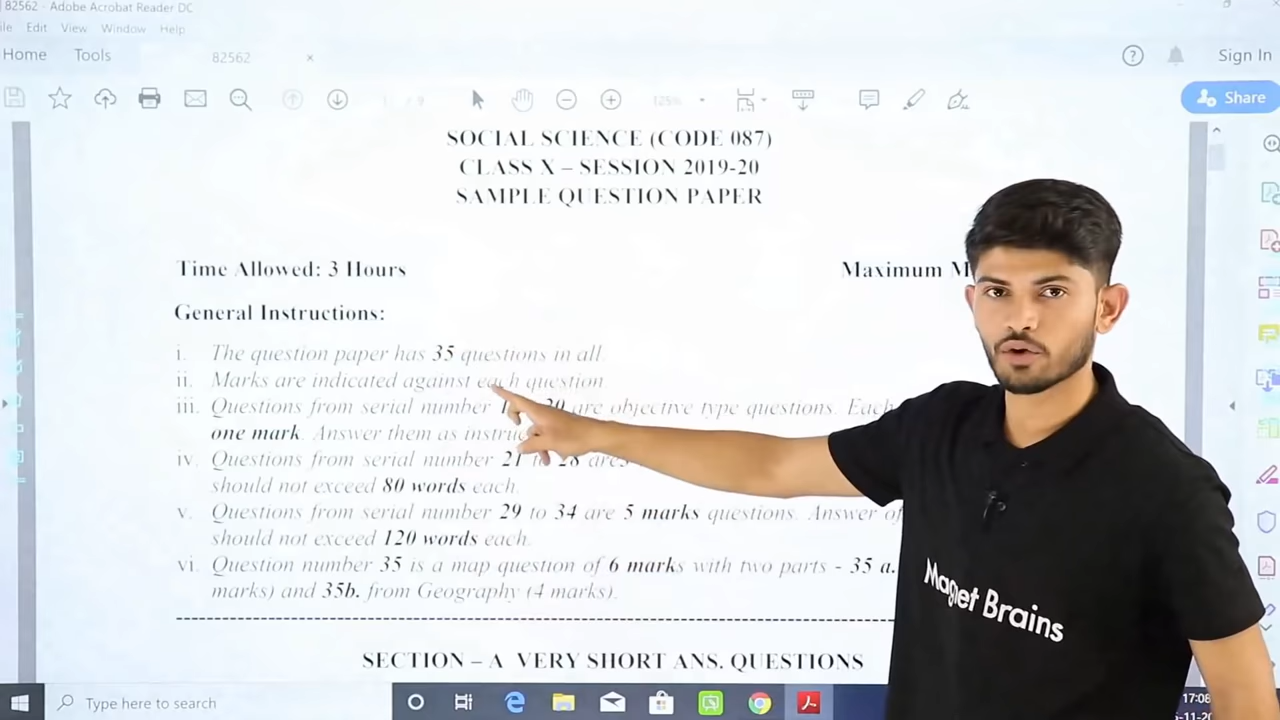 82562 - Adobe Acrobat Reader DC
Edit View Window Help
Home Tools 82562 × Sign In
125% Share
SOCIAL SCIENCE (CODE 087)
CLASS X – SESSION 2019-20
SAMPLE QUESTION PAPER
Time Allowed: 3 Hours Maximum
General Instructions:
i. The question paper has 35 questions in all.
ii. Marks are indicated against each question
iii. Questions from serial number 20 are objective type questions. Each
one mark. Answer them as
iv. Questions from serial number 21 to 28 are
should not exceed 80 words each.
v. Questions from serial number 29 to 34 are 5 marks questions. Answer of
should not exceed 120 words each.
vi. Question number 35 is a map question of 6 marks with two parts - 35 a.
marks) and 35b. from Geography (4 marks).
SECTION – A VERY SHORT ANS. QUESTIONS
Magnet Brains
Type here to search 17:08